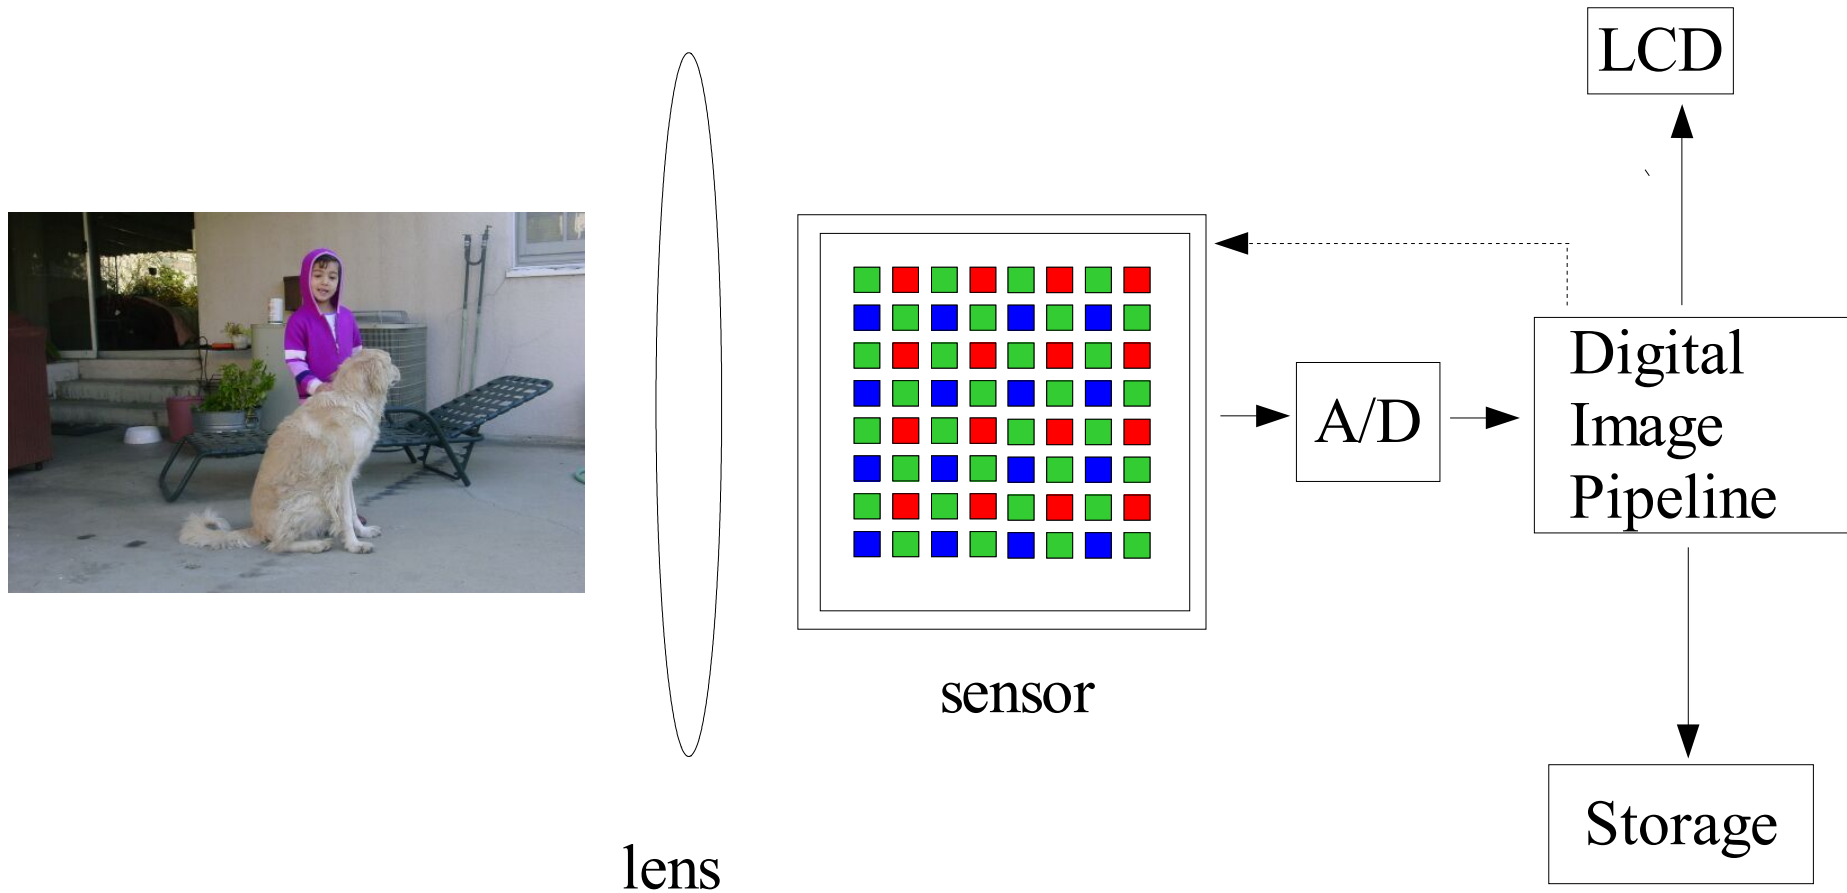 LCD
Digital
Image
Pipeline
A/D
sensor
Storage
lens